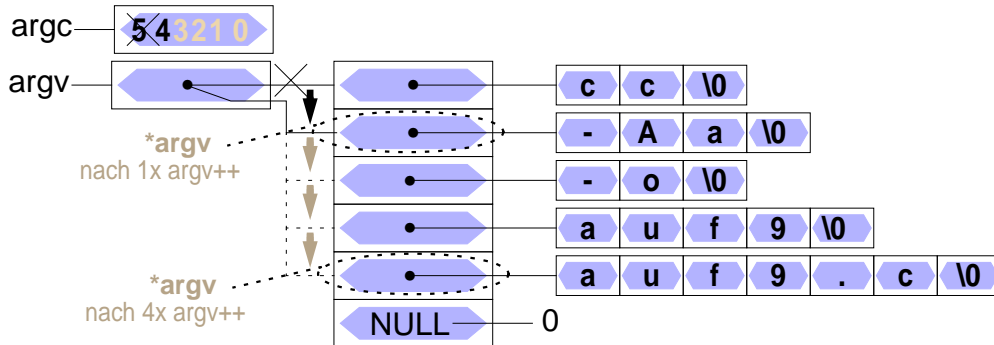 argc 5 4 3 2 1 0
argv c c \0
- A a \0
*argv
nach 1x argv++
- o \0
a u f 9 \0
*argv a u f 9 . c \0
nach 4x argv++
NULL 0